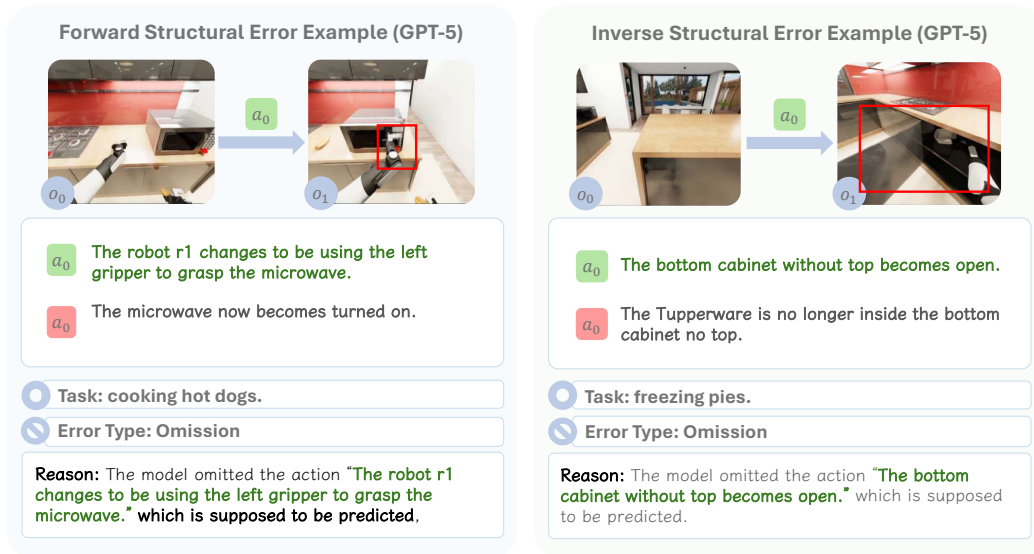 Forward Structural Error Example (GPT-5)
a₀
o₀
o₁
a₀
The robot r1 changes to be using the left
gripper to grasp the microwave.
a₀
The microwave now becomes turned on.
Task: cooking hot dogs.
Error Type: Omission
Reason: The model omitted the action “The robot r1
changes to be using the left gripper to grasp the
microwave.” which is supposed to be predicted,
Inverse Structural Error Example (GPT-5)
a₀
o₀
o₁
a₀
The bottom cabinet without top becomes open.
a₀
The Tupperware is no longer inside the bottom
cabinet no top.
Task: freezing pies.
Error Type: Omission
Reason: The model omitted the action “The bottom
cabinet without top becomes open.” which is supposed
to be predicted.